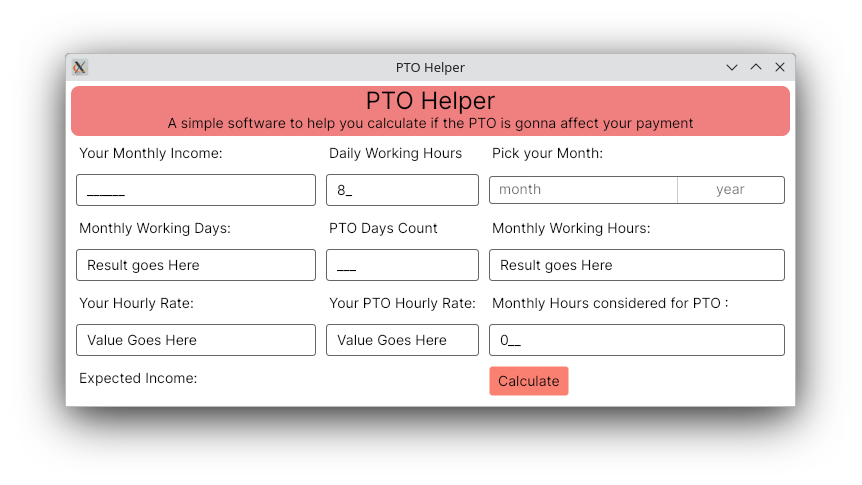 PTO Helper
PTO Helper
A simple software to help you calculate if the PTO is gonna affect your payment
Your Monthly Income:
Daily Working Hours
Pick your Month:
______
8_
month
year
Monthly Working Days:
PTO Days Count
Monthly Working Hours:
Result goes Here
___
Result goes Here
Your Hourly Rate:
Your PTO Hourly Rate:
Monthly Hours considered for PTO :
Value Goes Here
Value Goes Here
0__
Expected Income:
Calculate